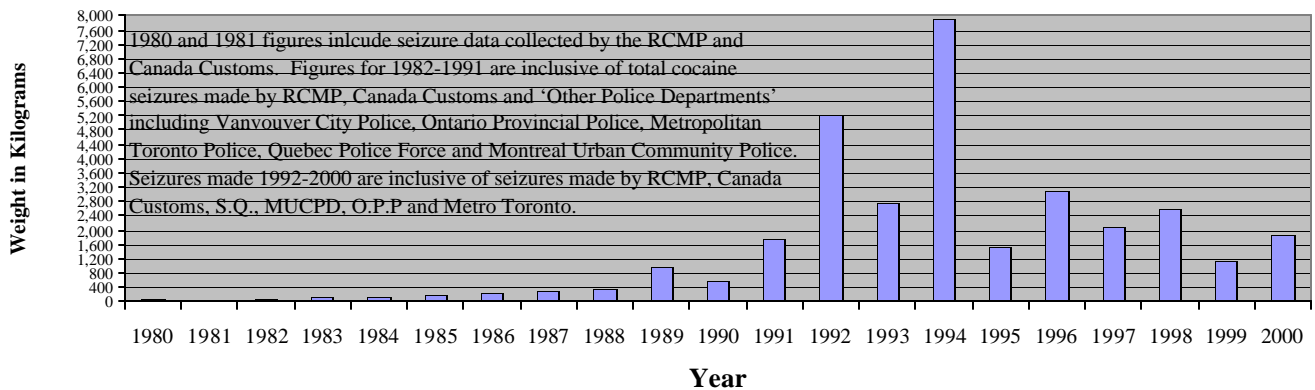 Weight in Kilograms
8,000
7,600
7,200
6,800
6,400
6,000
5,600
5,200
4,800
4,400
4,000
3,600
3,200
2,800
2,400
2,000
1,600
1,200
800
400
0
1980 and 1981 figures inlcude seizure data collected by the RCMP and
Canada Customs. Figures for 1982-1991 are inclusive of total cocaine
seizures made by RCMP, Canada Customs and ‘Other Police Departments’
including Vanvouver City Police, Ontario Provincial Police, Metropolitan
Toronto Police, Quebec Police Force and Montreal Urban Community Police.
Seizures made 1992-2000 are inclusive of seizures made by RCMP, Canada
Customs, S.Q., MUCPD, O.P.P and Metro Toronto.
1980 1981 1982 1983 1984 1985 1986 1987 1988 1989 1990 1991 1992 1993 1994 1995 1996 1997 1998 1999 2000
Year